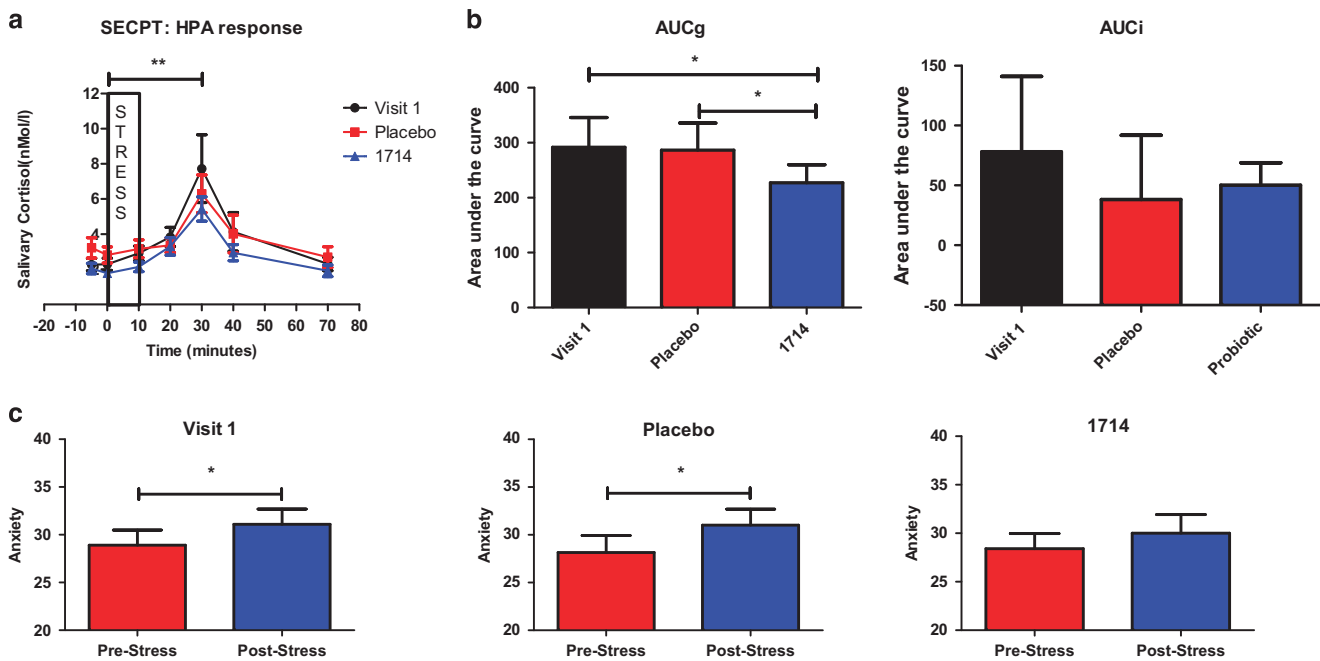 a
SECPT: HPA response
**
Salivary Cortisol(nMol/l)
12
10
8
6
4
STRESS
Visit 1
Placebo
1714
-20 -10 0 10 20 30 40 50 60 70 80
Time (minutes)
b
AUCg
*
*
Area under the curve
400
300
200
100
0
Visit 1
Placebo
1714
AUCi
Area under the curve
150
100
50
0
-50
Visit 1
Placebo
Probiotic
c
Visit 1
*
Anxiety
40
35
30
25
20
Pre-Stress Post-Stress
Placebo
*
Anxiety
40
35
30
25
20
Pre-Stress Post-Stress
1714
Anxiety
40
35
30
25
20
Pre-Stress Post-Stress